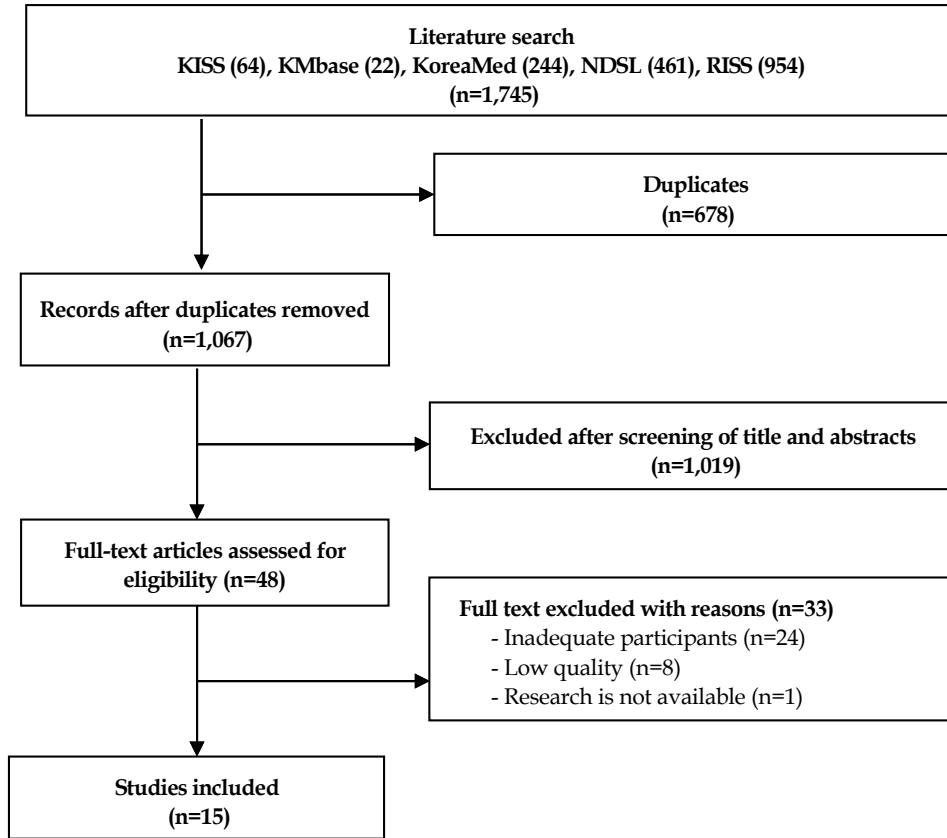 Literature search
KISS (64), KMbase (22), KoreaMed (244), NDSL (461), RISS (954)
(n=1,745)
Duplicates
(n=678)
Records after duplicates removed
(n=1,067)
Excluded after screening of title and abstracts
(n=1,019)
Full-text articles assessed for
eligibility (n=48)
Full text excluded with reasons (n=33)
- Inadequate participants (n=24)
- Low quality (n=8)
- Research is not available (n=1)
Studies included
(n=15)